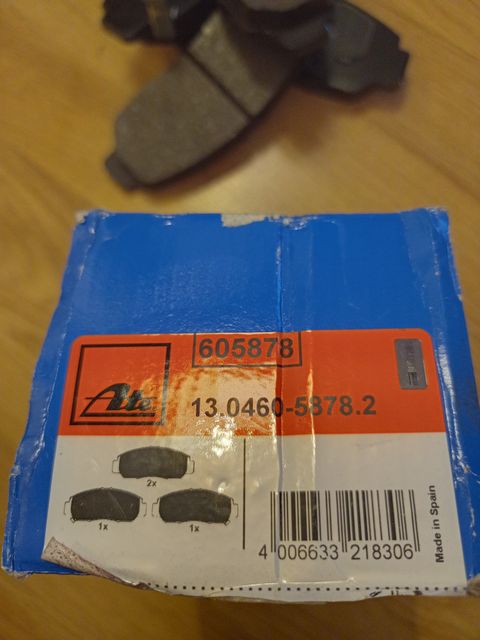 605878
Ate
13.0460-5878.2
2x
1x
1x
4 006633 218306
Made in Spain